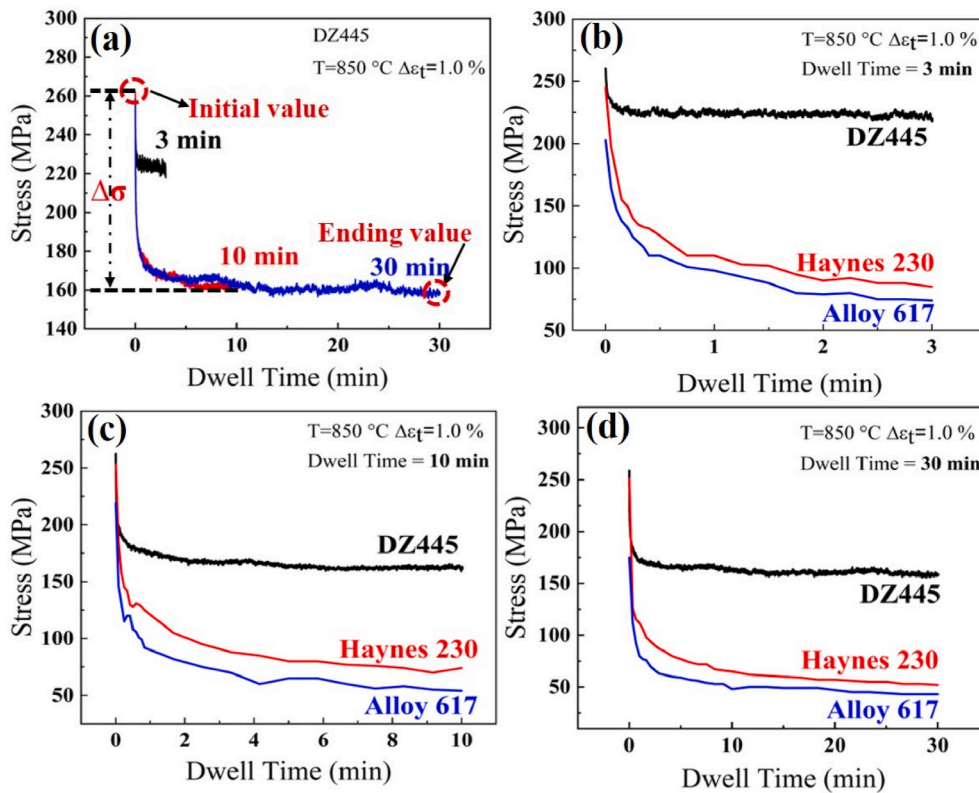 (a)
DZ445
T=850 °C Δεt=1.0 %
Initial value
3 min
Δσ
Ending value
10 min
30 min
Stress (MPa)
300
280
260
240
220
200
180
160
140
0
10
20
30
Dwell Time (min)
(b)
T=850 °C Δεt=1.0 %
Dwell Time = 3 min
DZ445
Haynes 230
Alloy 617
Stress (MPa)
300
250
200
150
100
50
0
1
2
3
Dwell Time (min)
(c)
T=850 °C Δεt=1.0 %
Dwell Time = 10 min
DZ445
Haynes 230
Alloy 617
Stress (MPa)
300
250
200
150
100
50
0
2
4
6
8
10
Dwell Time (min)
(d)
T=850 °C Δεt=1.0 %
Dwell Time = 30 min
DZ445
Haynes 230
Alloy 617
Stress (MPa)
300
250
200
150
100
50
0
0
10
20
30
Dwell Time (min)